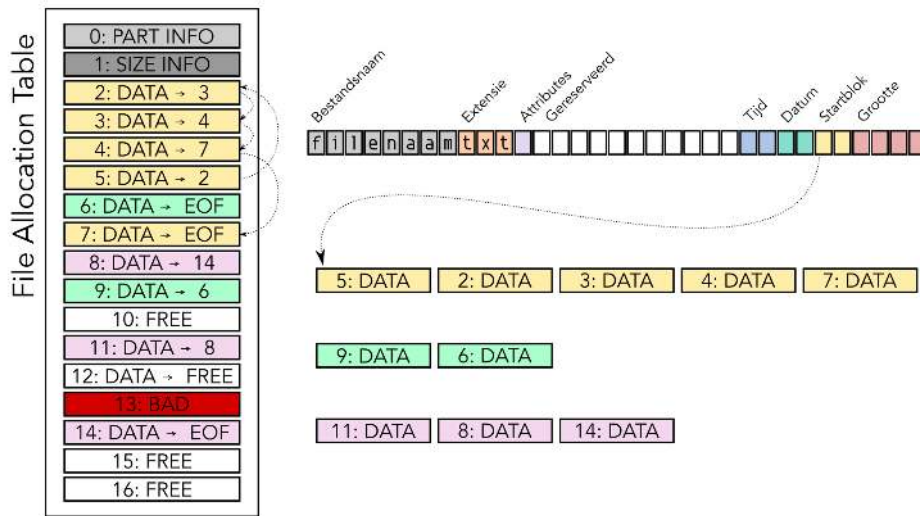 File Allocation Table
0: PART INFO
1: SIZE INFO
2: DATA → 3
3: DATA → 4
4: DATA → 7
5: DATA → 2
6: DATA → EOF
7: DATA → EOF
8: DATA → 14
9: DATA → 6
10: FREE
11: DATA → 8
12: DATA → FREE
13: BAD
14: DATA → EOF
15: FREE
16: FREE
Bestandsnaam Extensie Attributes Gereserveerd Tijd Datum Startblok Grootte
filenaam txt
5: DATA 2: DATA 3: DATA 4: DATA 7: DATA
9: DATA 6: DATA
11: DATA 8: DATA 14: DATA